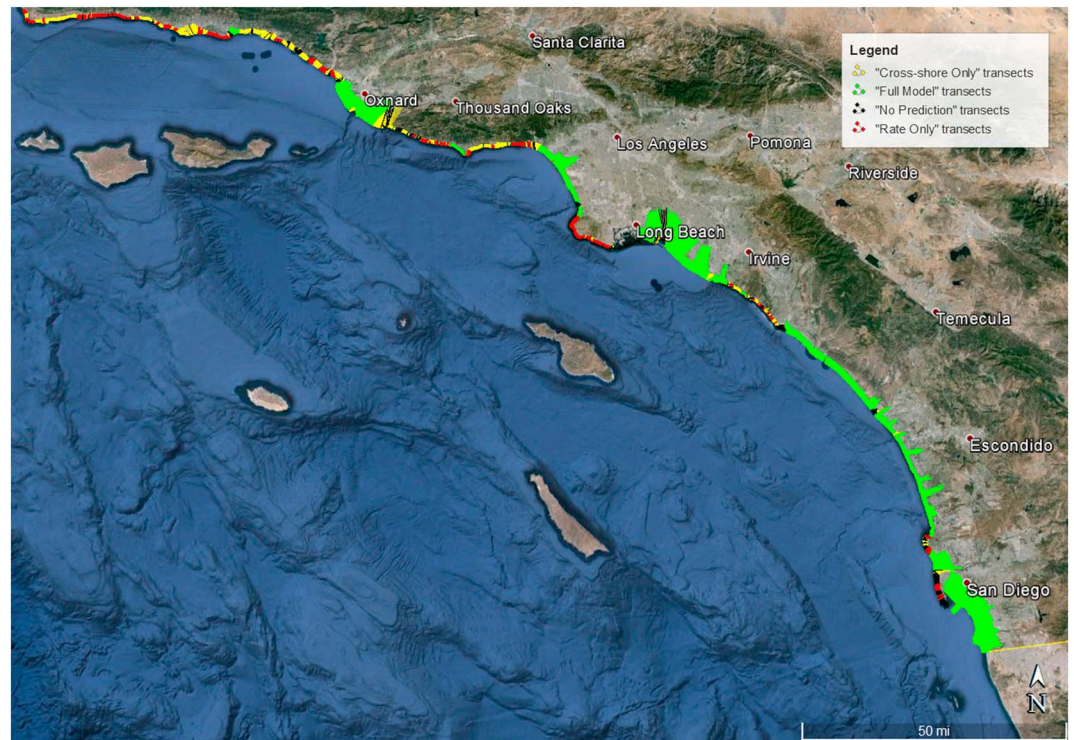 Santa Clarita
Legend
"Cross-shore Only" transects
"Full Model" transects
"No Prediction" transects
"Rate Only" transects
Oxnard
Thousand Oaks
Los Angeles
Pomona
Riverside
Long Beach
Irvine
Temecula
Escondido
San Diego
N
50 mi